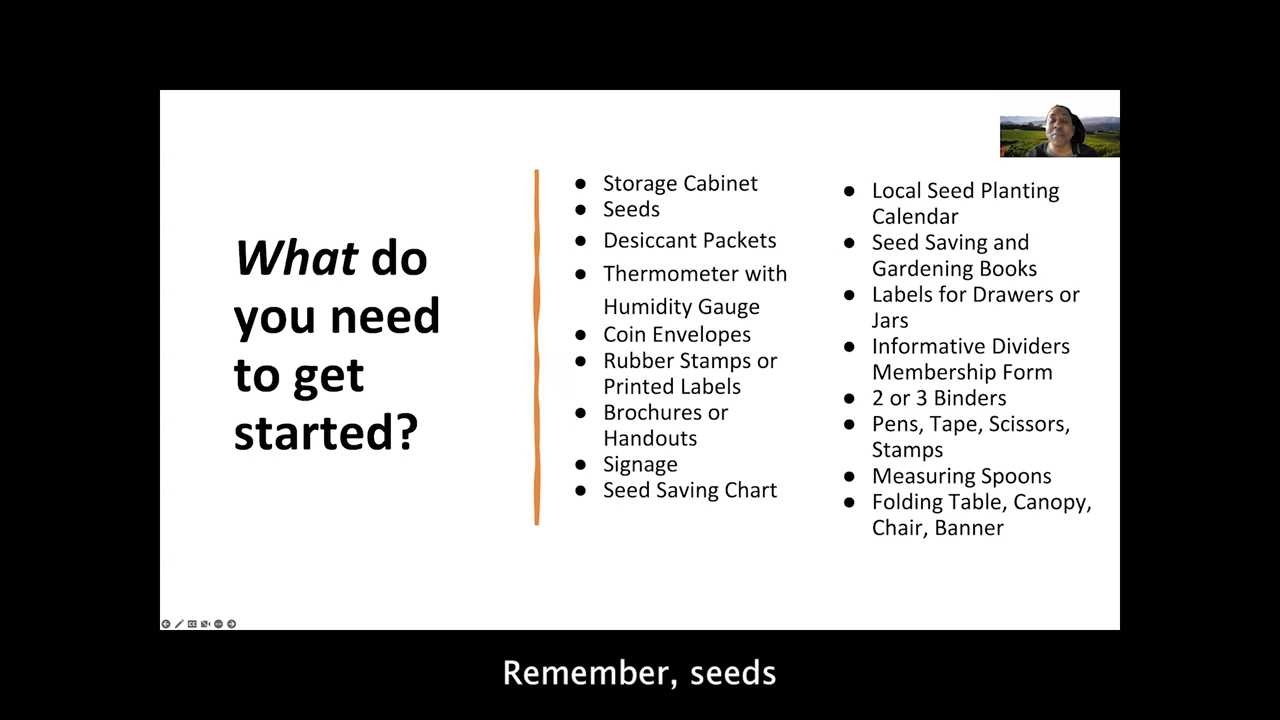 What do
you need
to get
started?
● Storage Cabinet
● Seeds
● Desiccant Packets
● Thermometer with
Humidity Gauge
● Coin Envelopes
● Rubber Stamps or
Printed Labels
● Brochures or
Handouts
● Signage
● Seed Saving Chart
● Local Seed Planting
Calendar
● Seed Saving and
Gardening Books
● Labels for Drawers or
Jars
● Informative Dividers
Membership Form
● 2 or 3 Binders
● Pens, Tape, Scissors,
Stamps
● Measuring Spoons
● Folding Table, Canopy,
Chair, Banner
Remember, seeds